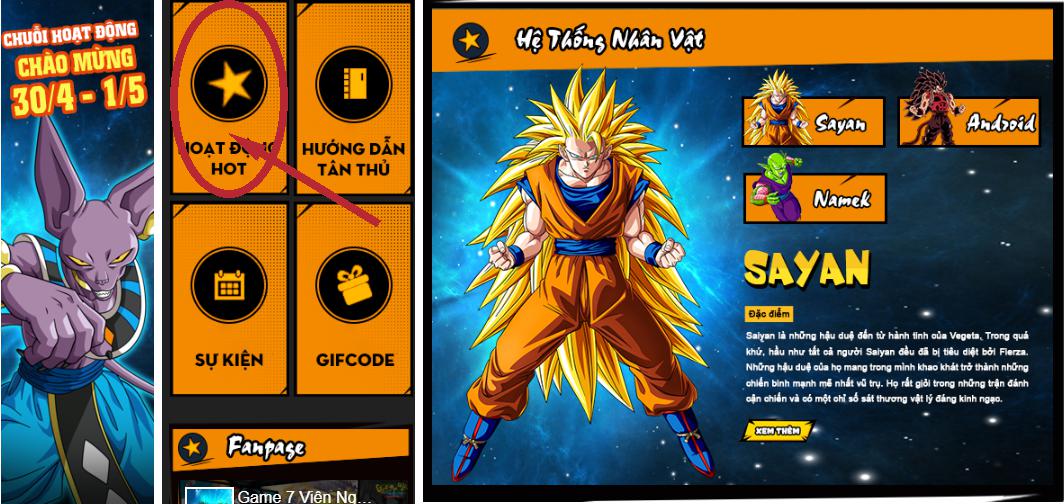 CHUỖI HOẠT ĐỘNG
CHÀO MỪNG
30/4 - 1/5
HOẠT ĐỘNG
HOT
HƯỚNG DẪN
TÂN THỦ
SỰ KIỆN
GIFCODE
Fanpage
Game 7 Viên Ng...
Hệ Thống Nhân Vật
Sayan
Android
Namek
SAYAN
Đặc điểm
Saiyan là những hậu duệ đến từ hành tinh của Vegeta. Trong quá
khứ, hầu như tất cả người Saiyan đều đã bị tiêu diệt bởi Fierza.
Những hậu duệ của họ mang trong mình khao khát trở thành những
chiến binh mạnh mẽ nhất vũ trụ. Họ rất giỏi trong những trận đánh
cận chiến và có một chỉ số sát thương vật lý đáng kinh ngạo.
XEM THÊM